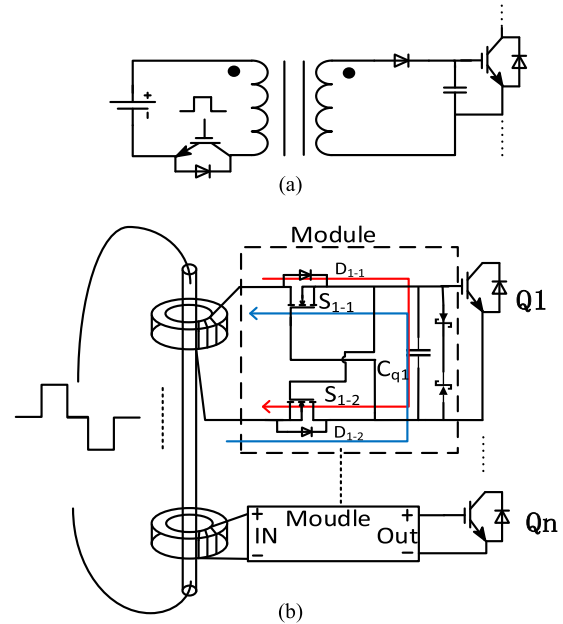 +
-
(a)
Module
D1-1
S1-1
Q1
Cq1
S1-2
D1-2
+ Moudle +
IN Out
- -
Qn
(b)